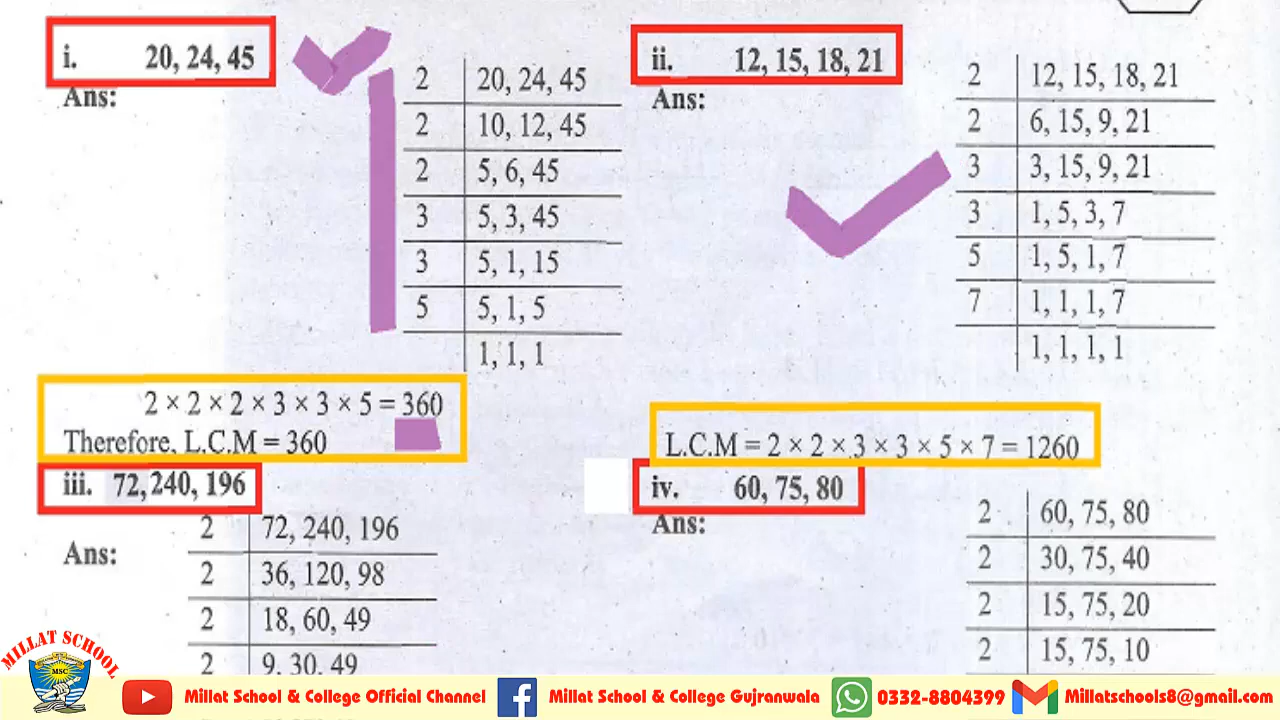 i. 20, 24, 45
Ans:
2 20, 24, 45
2 10, 12, 45
2 5, 6, 45
3 5, 3, 45
3 5, 1, 15
5 5, 1, 5
1, 1, 1
2 × 2 × 2 × 3 × 3 × 5 = 360
Therefore, L.C.M = 360
ii. 12, 15, 18, 21
Ans:
2 12, 15, 18, 21
2 6, 15, 9, 21
3 3, 15, 9, 21
3 1, 5, 3, 7
5 1, 5, 1, 7
7 1, 1, 1, 7
1, 1, 1, 1
L.C.M = 2 × 2 × 3 × 3 × 5 × 7 = 1260
iii. 72, 240, 196
Ans:
2 72, 240, 196
2 36, 120, 98
2 18, 60, 49
2 9, 30, 49
iv. 60, 75, 80
Ans:
2 60, 75, 80
2 30, 75, 40
2 15, 75, 20
2 15, 75, 10
MILLAT SCHOOL
MSC
Millat School & College Official Channel
Millat School & College Gujranwala
0332-8804399
Millatschools8@gmail.com